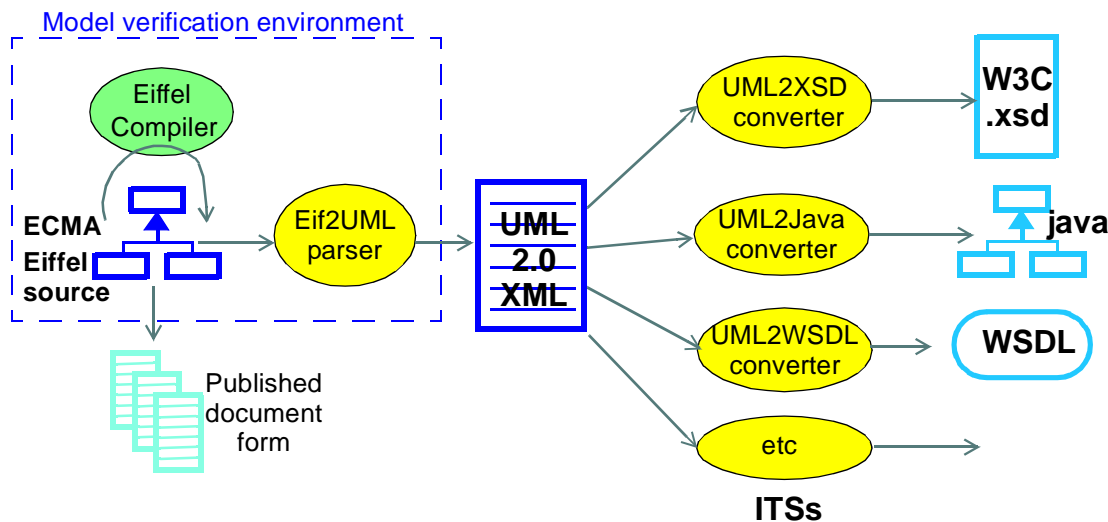 Model verification environment
Eiffel
Compiler
ECMA
Eiffel
source
Eif2UML
parser
Published
document
form
UML
2.0
XML
UML2XSD
converter
W3C
.xsd
UML2Java
converter
java
UML2WSDL
converter
WSDL
etc
ITSs